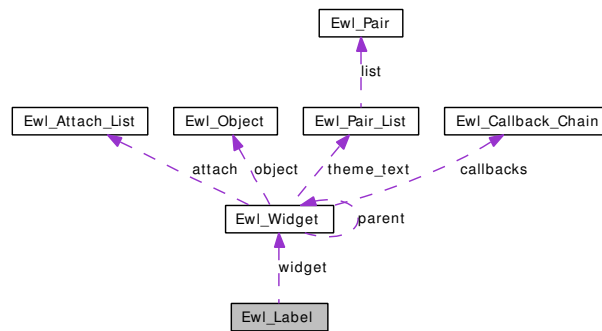 Ewl_Pair
list
Ewl_Attach_List
Ewl_Object
Ewl_Pair_List
Ewl_Callback_Chain
attach
object
theme_text
callbacks
Ewl_Widget
parent
widget
Ewl_Label